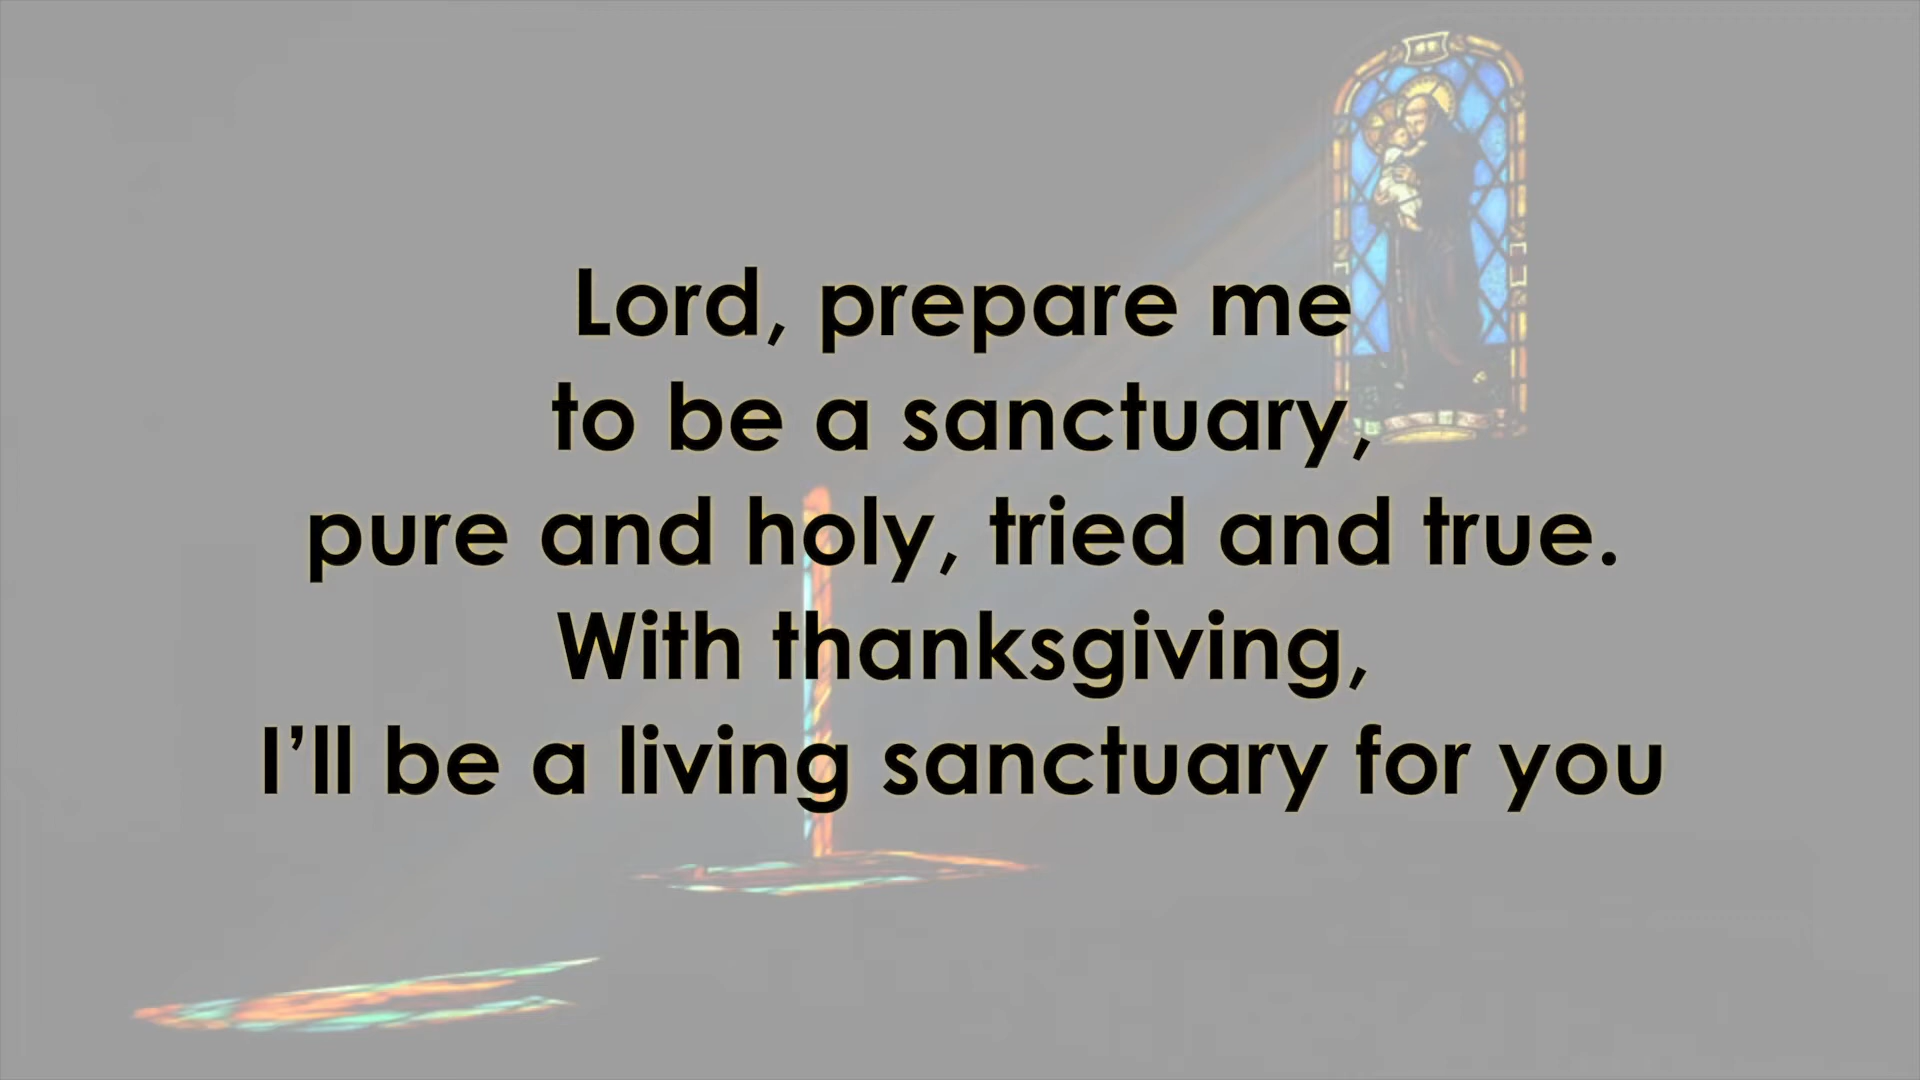 Lord, prepare me
to be a sanctuary,
pure and holy, tried and true.
With thanksgiving,
I’ll be a living sanctuary for you